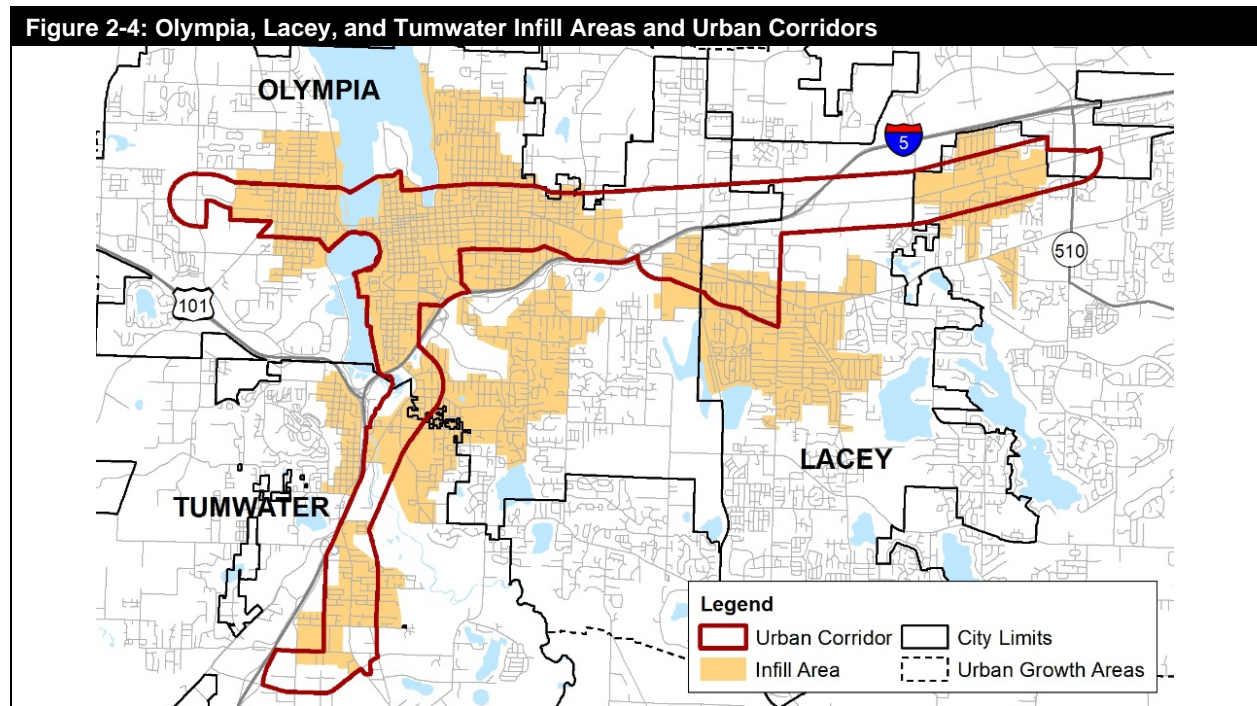 Figure 2-4: Olympia, Lacey, and Tumwater Infill Areas and Urban Corridors
OLYMPIA
5
510
101
LACEY
TUMWATER
Legend
Urban Corridor City Limits
Infill Area Urban Growth Areas